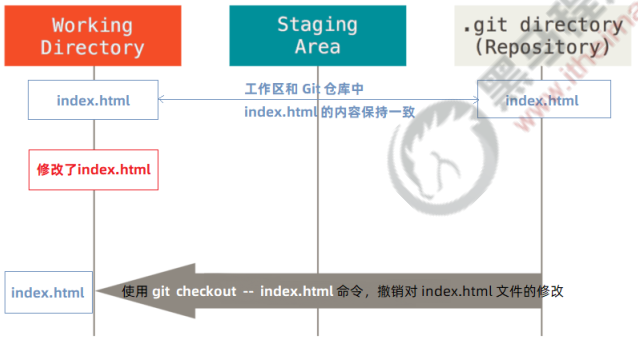 Working
Directory
Staging
Area
.git directory
(Repository)
index.html
工作区和 Git 仓库中
index.html 的内容保持一致
index.html
修改了index.html
index.html
使用 git checkout -- index.html 命令，撤销对 index.html 文件的修改